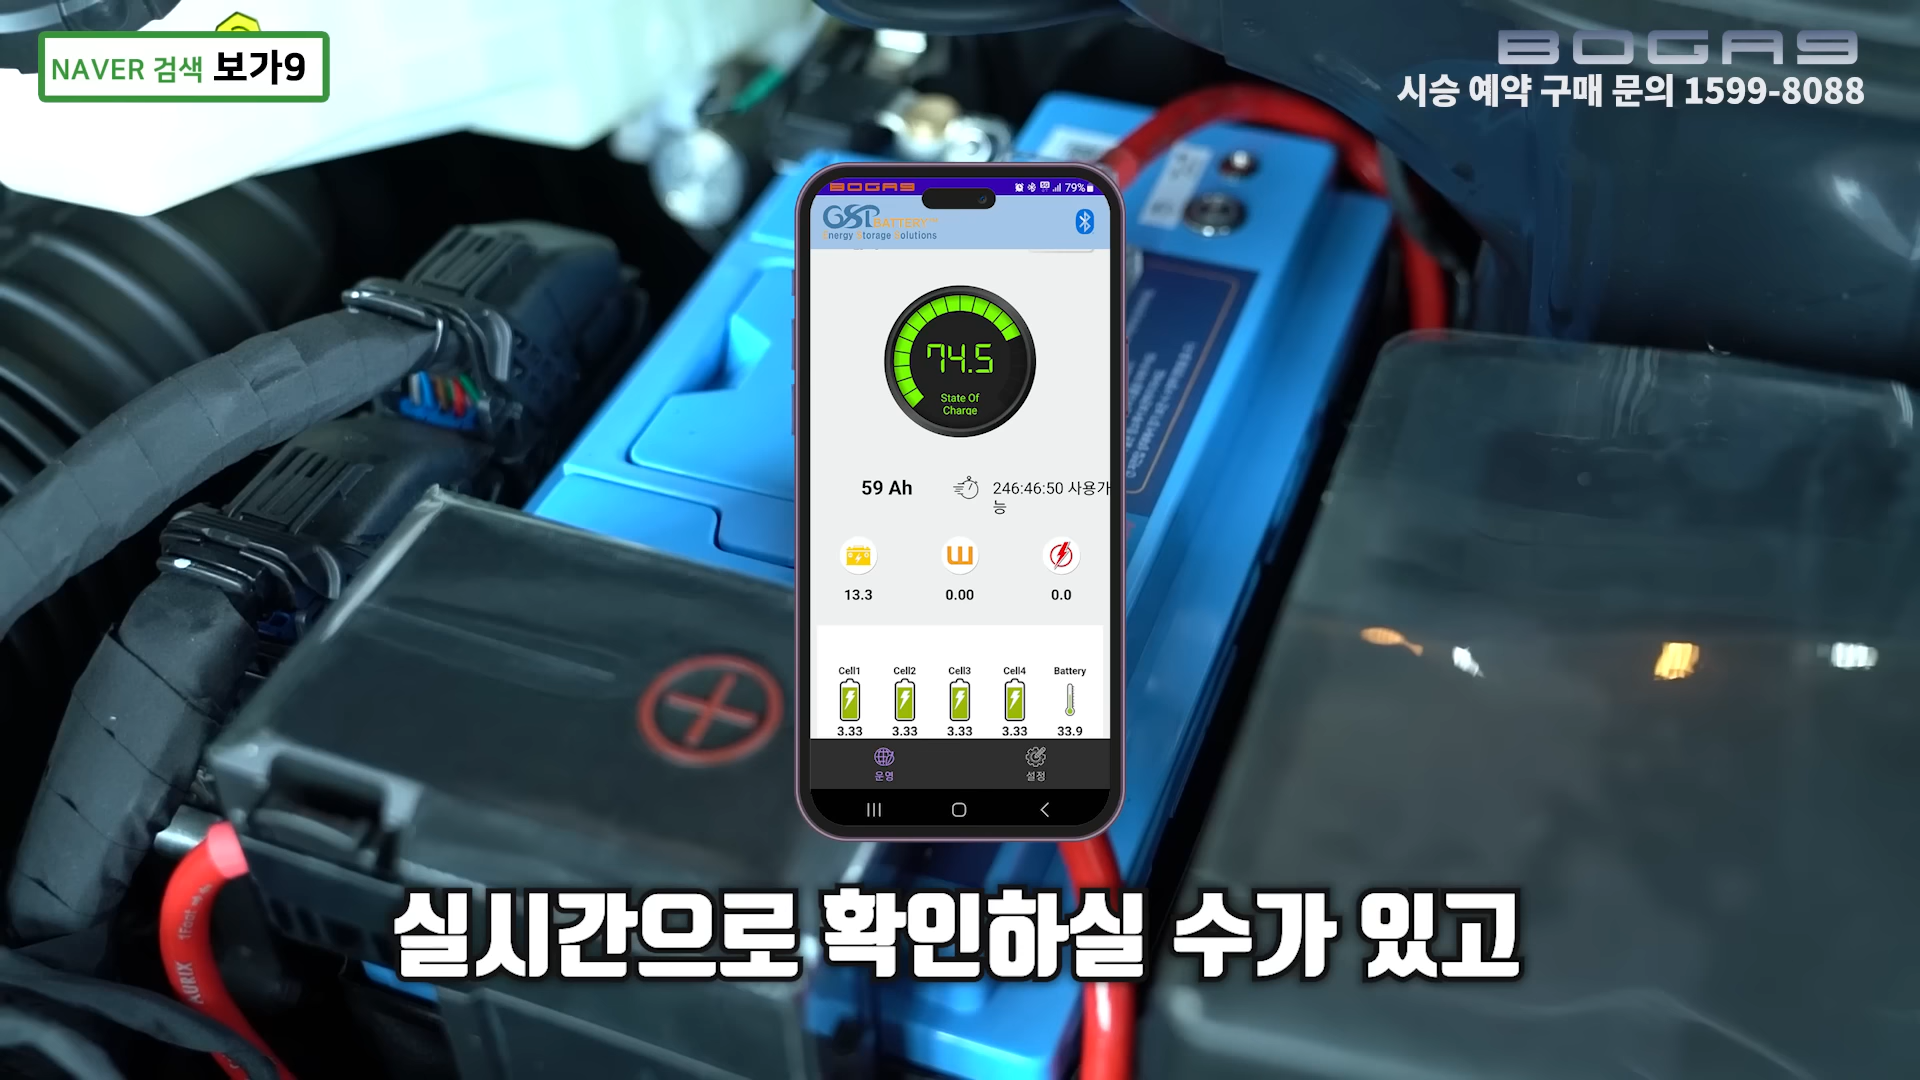 NAVER 검색 보가9
BOGA9
시승 예약 구매 문의 1599-8088
BOGA9
79%
GSL BATTERY
Energy Storage Solutions
74.5
State Of
Charge
59 Ah
246:46:50 사용가
능
13.3
0.00
0.0
Cell1 Cell2 Cell3 Cell4 Battery
3.33 3.33 3.33 3.33 33.9
운영 설정
AURIX
실시간으로 확인하실 수가 있고